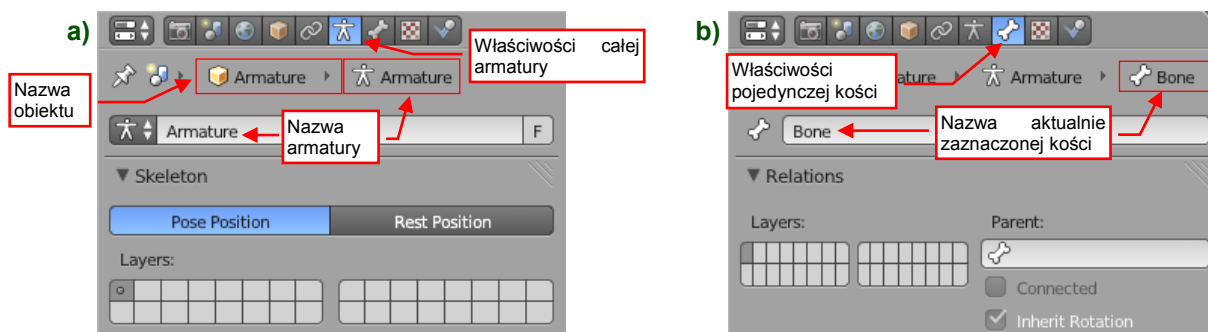 a)
Właściwości całej
armatury
Armature
Armature
Nazwa
obiektu
Armature
Nazwa
armatury
F
Skeleton
Pose Position
Rest Position
Layers:
b)
Właściwości
pojedynczej kości
ature
Armature
Bone
Bone
Nazwa aktualnie
zaznaczonej kości
Relations
Layers:
Parent:
Connected
Inherit Rotation